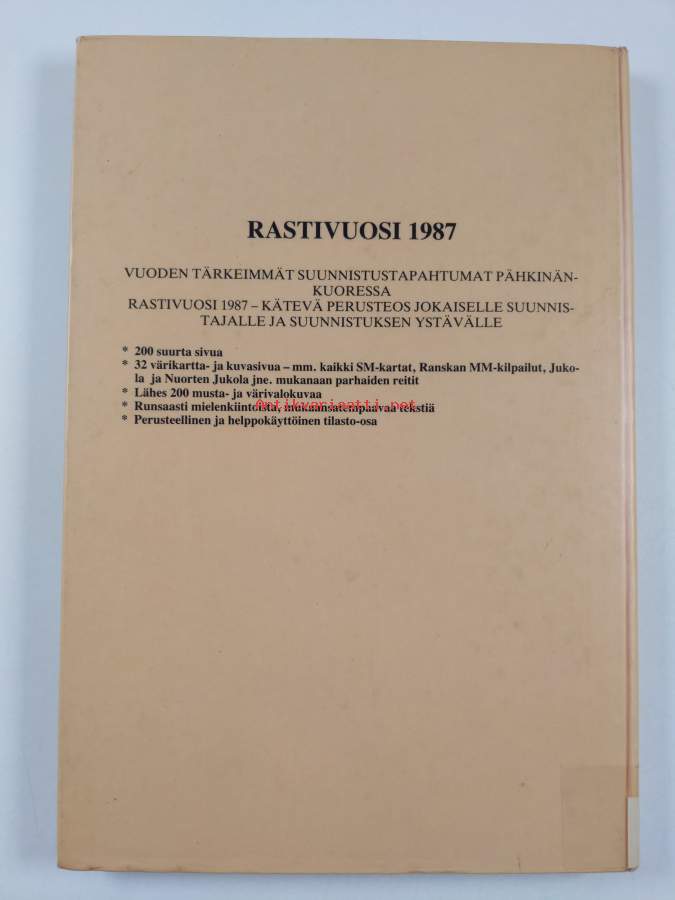 RASTIVUOSI 1987
VUODEN TÄRKEIMMÄT SUUNNISTUSTAPAHTUMAT PÄHKINÄN-
KUORESSA
RASTIVUOSI 1987 – KÄTEVÄ PERUSTEOS JOKAISELLE SUUNNIS-
TAJALLE JA SUUNNISTUKSEN YSTÄVÄLLE
* 200 suurta sivua
* 32 värikartta- ja kuvasivua – mm. kaikki SM-kartat, Ranskan MM-kilpailut, Juko-
la ja Nuorten Jukola jne. mukanaan parhaiden reitit
* Lähes 200 musta- ja värivalokuvaa
Antikvariaatti.net
* Runsaasti mielenkiintoista, mukaansatempaavaa tekstiä
* Perusteellinen ja helppokäyttöinen tilasto-osa